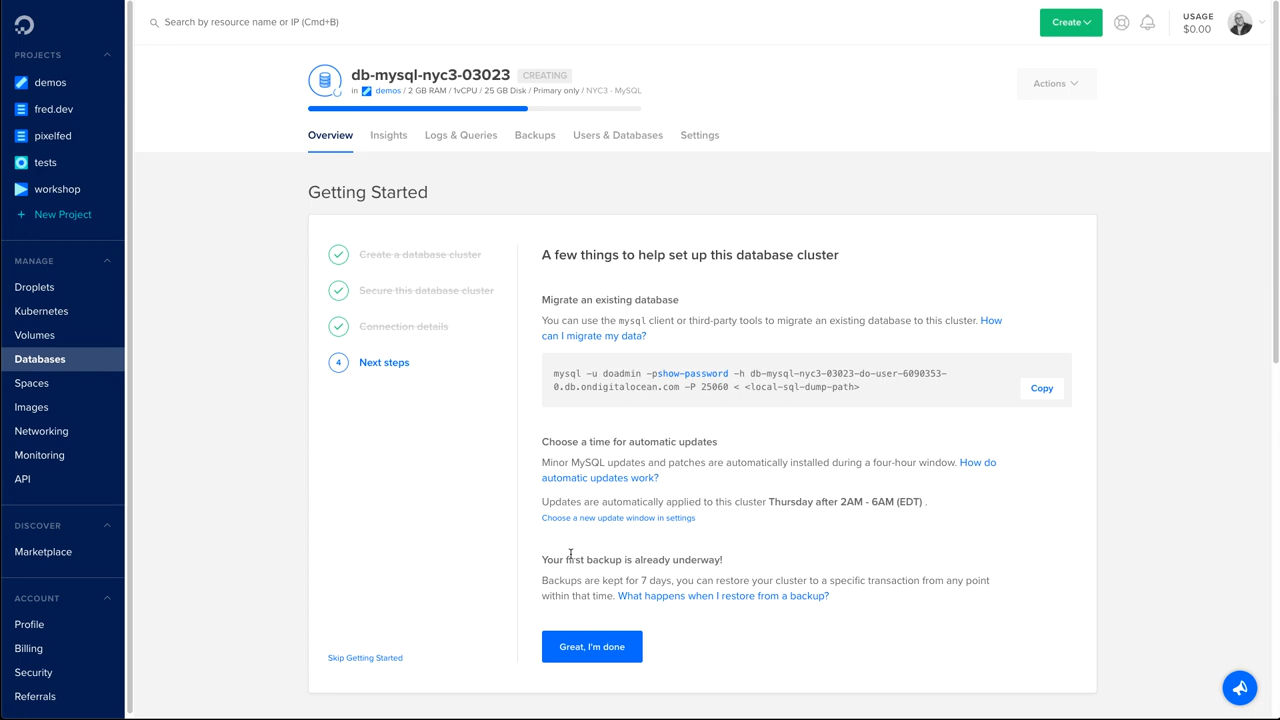 Search by resource name or IP (Cmd+B)
Create
USAGE
$0.00
PROJECTS
demos
fred.dev
pixelfed
tests
workshop
+ New Project
MANAGE
Droplets
Kubernetes
Volumes
Databases
Spaces
Images
Networking
Monitoring
API
DISCOVER
Marketplace
ACCOUNT
Profile
Billing
Security
Referrals
db-mysql-nyc3-03023 CREATING
in demos / 2 GB RAM / 1vCPU / 25 GB Disk / Primary only / NYC3 - MySQL
Actions
Overview Insights Logs & Queries Backups Users & Databases Settings
Getting Started
Create a database cluster
Secure this database cluster
Connection details
4 Next steps
Skip Getting Started
A few things to help set up this database cluster
Migrate an existing database
You can use the mysql client or third-party tools to migrate an existing database to this cluster. How
can I migrate my data?
mysql -u doadmin -pshow-password -h db-mysql-nyc3-03023-do-user-6090353-
0.db.ondigitalocean.com -P 25060 < <local-sql-dump-path>
Copy
Choose a time for automatic updates
Minor MySQL updates and patches are automatically installed during a four-hour window. How do
automatic updates work?
Updates are automatically applied to this cluster Thursday after 2AM - 6AM (EDT) .
Choose a new update window in settings
Your first backup is already underway!
Backups are kept for 7 days, you can restore your cluster to a specific transaction from any point
within that time. What happens when I restore from a backup?
Great, I'm done